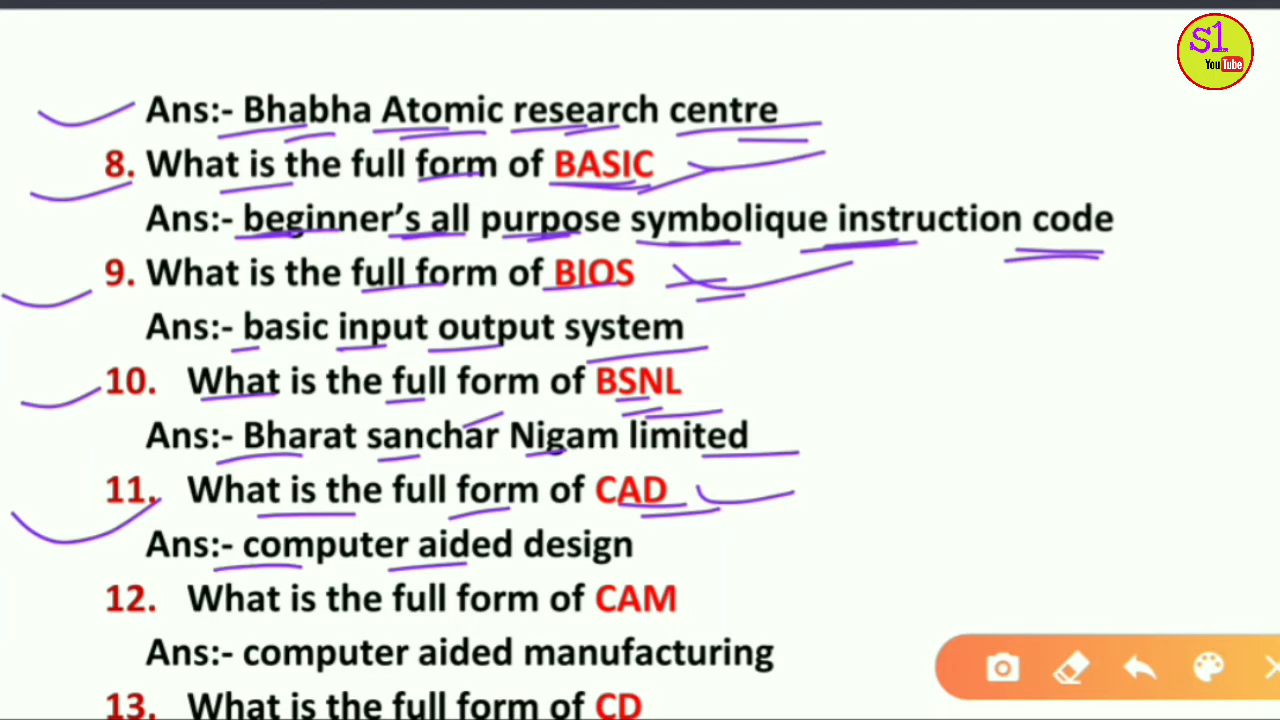 S1
YouTube
Ans:- Bhabha Atomic research centre
8. What is the full form of BASIC
Ans:- beginner's all purpose symbolique instruction code
9. What is the full form of BIOS
Ans:- basic input output system
10. What is the full form of BSNL
Ans:- Bharat sanchar Nigam limited
11. What is the full form of CAD
Ans:- computer aided design
12. What is the full form of CAM
Ans:- computer aided manufacturing
13. What is the full form of CD